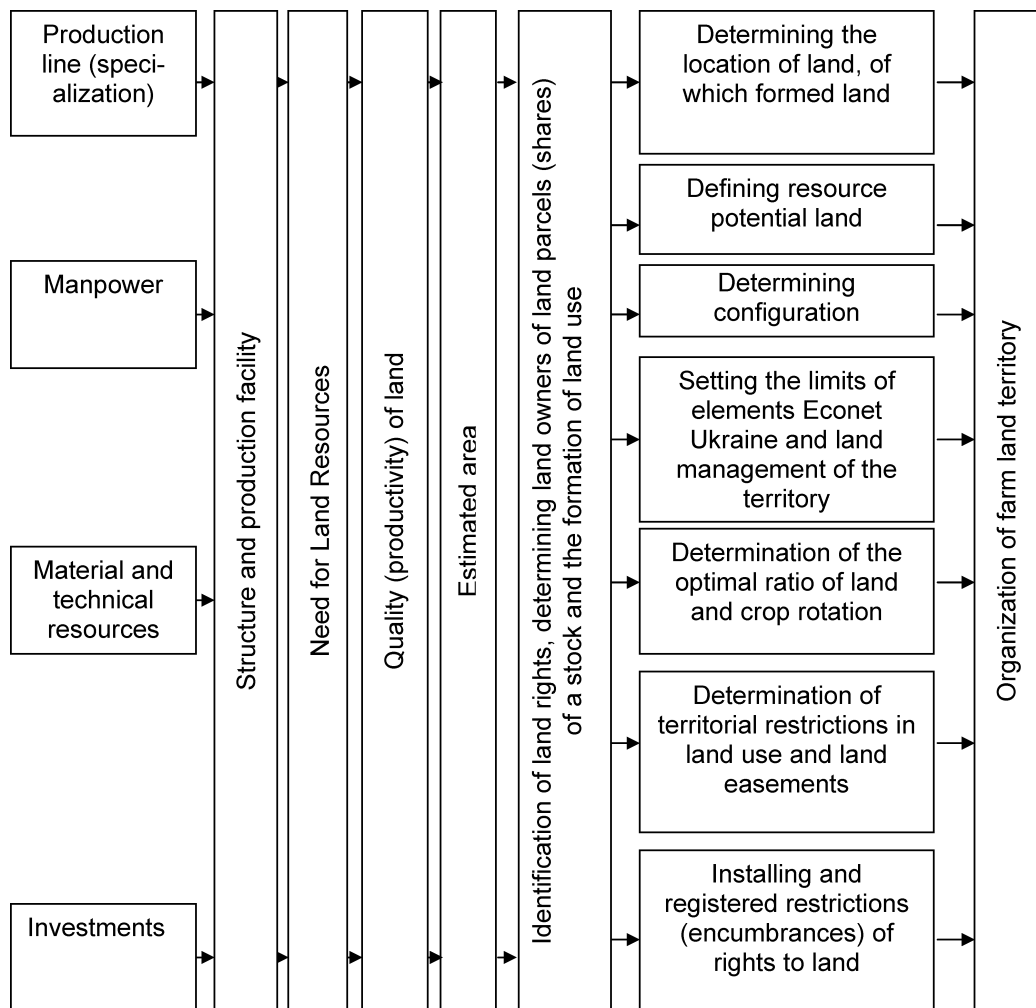 Production
line (speci-
alization)
Manpower
Material and
technical
resources
Investments
Structure and production facility
Need for Land Resources
Quality (productivity) of land
Estimated area
Identification of land rights, determining land owners of land parcels (shares)
of a stock and the formation of land use
Determining the
location of land, of
which formed land
Defining resource
potential land
Determining
configuration
Setting the limits of
elements Econet
Ukraine and land
management of the
territory
Determination of the
optimal ratio of land
and crop rotation
Determination of
territorial restrictions in
land use and land
easements
Installing and
registered restrictions
(encumbrances) of
rights to land
Organization of farm land territory